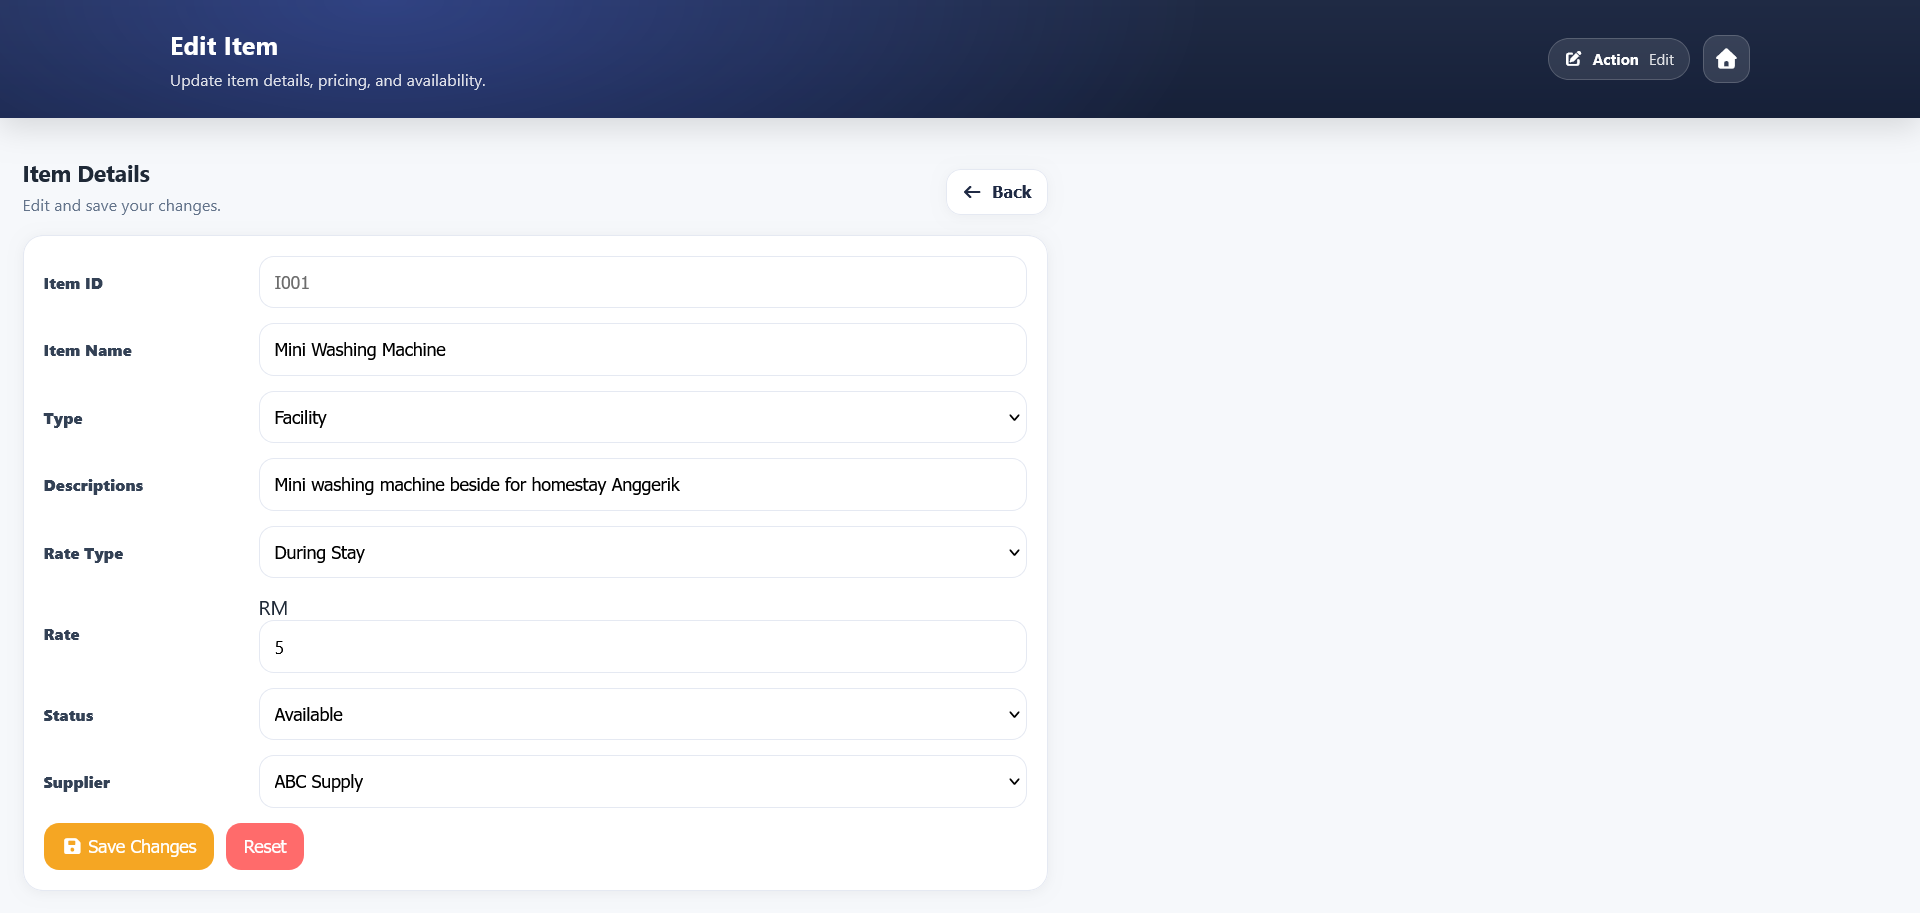 Edit Item
Update item details, pricing, and availability.
Action Edit
Item Details
Edit and save your changes.
Back
Item ID
I001
Item Name
Mini Washing Machine
Type
Facility
Descriptions
Mini washing machine beside for homestay Anggerik
Rate Type
During Stay
Rate
RM
5
Status
Available
Supplier
ABC Supply
Save Changes
Reset